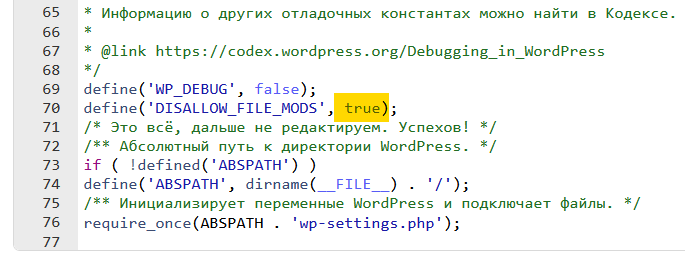 65 * Информацию о других отладочных константах можно найти в Кодексе.
66 *
67 * @link https://codex.wordpress.org/Debugging_in_WordPress
68 */
69 define('WP_DEBUG', false);
70 define('DISALLOW_FILE_MODS', true);
71 /* Это всё, дальше не редактируем. Успехов! */
72 /** Абсолютный путь к директории WordPress. */
73 if ( !defined('ABSPATH') )
74 define('ABSPATH', dirname(__FILE__) . '/');
75 /** Инициализирует переменные WordPress и подключает файлы. */
76 require_once(ABSPATH . 'wp-settings.php');
77